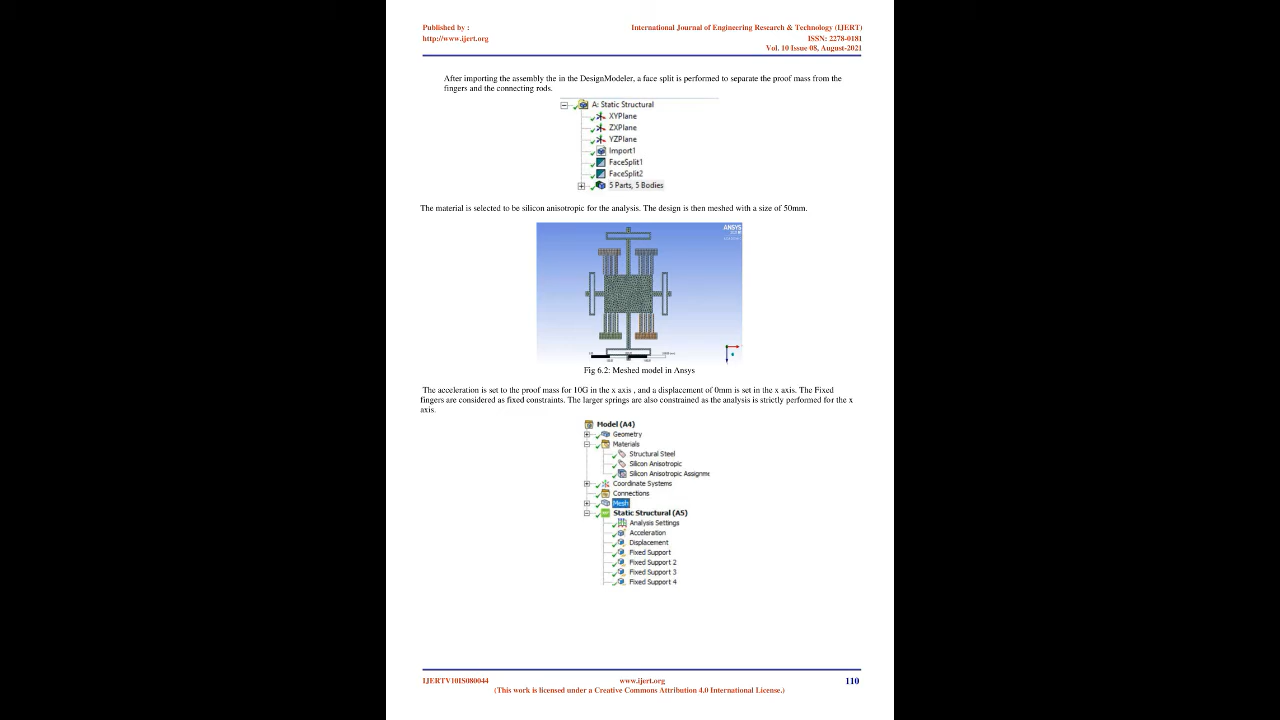 Published by :
International Journal of Engineering Research & Technology (IJERT)
http://www.ijert.org
ISSN: 2278-0181
Vol. 10 Issue 08, August-2021
After importing the assembly the in the DesignModeler, a face split is performed to separate the proof mass from the
fingers and the connecting rods.
A: Static Structural
XYPlane
ZXPlane
YZPlane
Import1
FaceSplit1
FaceSplit2
5 Parts, 5 Bodies
The material is selected to be silicon anisotropic for the analysis. The design is then meshed with a size of 50mm.
ANSYS
Fig 6.2: Meshed model in Ansys
The acceleration is set to the proof mass for 10G in the x axis , and a displacement of 0mm is set in the x axis. The Fixed
fingers are considered as fixed constraints. The larger springs are also constrained as the analysis is strictly performed for the x
axis.
Model (A4)
Geometry
Materials
Structural Steel
Silicon Anisotropic
Silicon Anisotropic Assignme
Coordinate Systems
Connections
Mesh
Static Structural (A5)
Analysis Settings
Acceleration
Displacement
Fixed Support
Fixed Support 2
Fixed Support 3
Fixed Support 4
IJERTV10IS080044
www.ijert.org
110
(This work is licensed under a Creative Commons Attribution 4.0 International License.)